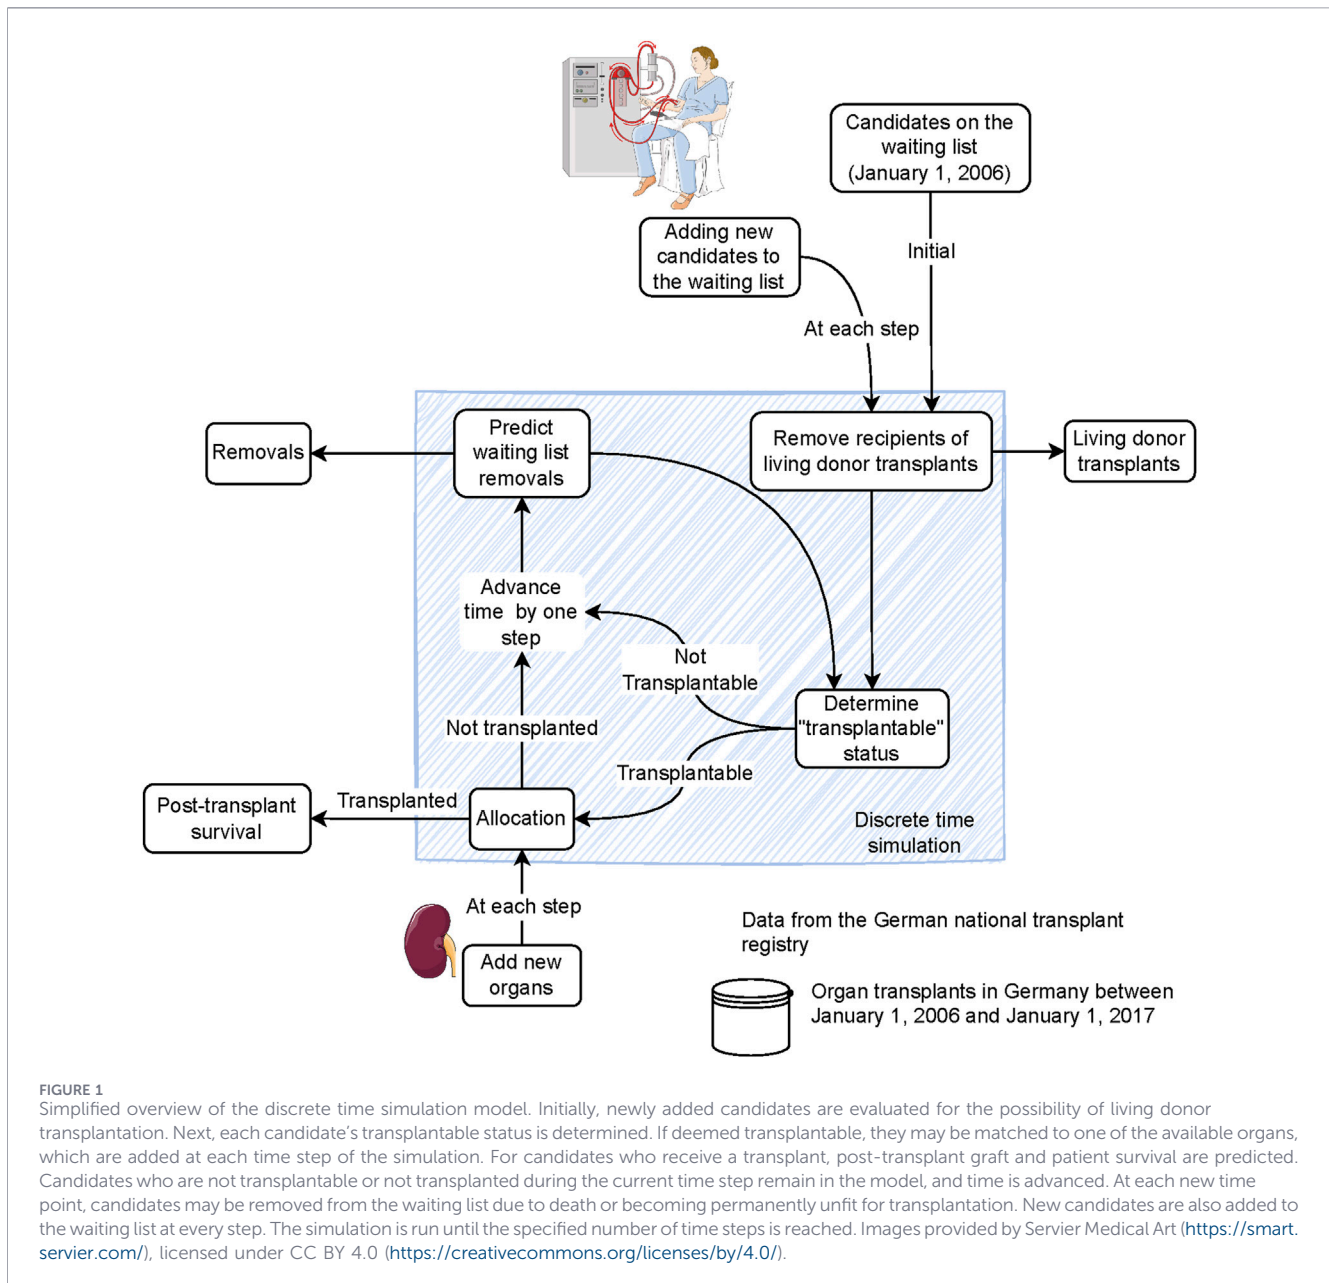 Candidates on the
waiting list
(January 1, 2006)
Adding new
candidates to
the waiting list
Initial
At each step
Removals
Predict
waiting list
removals
Remove recipients of
living donor transplants
Living donor
transplants
Advance
time by one
step
Not
Transplantable
Determine
"transplantable"
status
Not transplanted
Transplantable
Post-transplant
survival
Transplanted
Allocation
Discrete time
simulation
At each step
Add new
organs
Data from the German national transplant
registry
Organ transplants in Germany between
January 1, 2006 and January 1, 2017
FIGURE 1
Simplified overview of the discrete time simulation model. Initially, newly added candidates are evaluated for the possibility of living donor
transplantation. Next, each candidate's transplantable status is determined. If deemed transplantable, they may be matched to one of the available organs,
which are added at each time step of the simulation. For candidates who receive a transplant, post-transplant graft and patient survival are predicted.
Candidates who are not transplantable or not transplanted during the current time step remain in the model, and time is advanced. At each new time
point, candidates may be removed from the waiting list due to death or becoming permanently unfit for transplantation. New candidates are also added to
the waiting list at every step. The simulation is run until the specified number of time steps is reached. Images provided by Servier Medical Art (https://smart.
servier.com/), licensed under CC BY 4.0 (https://creativecommons.org/licenses/by/4.0/).